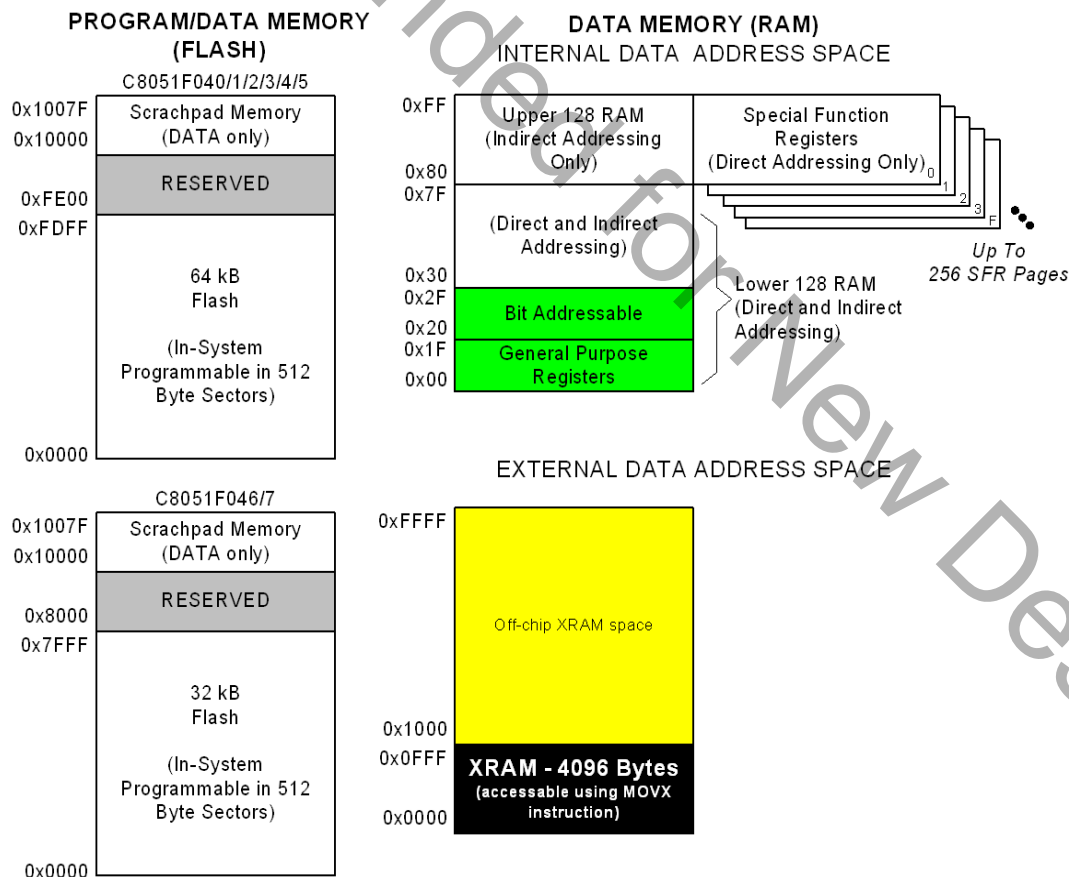 PROGRAM/DATA MEMORY
(FLASH)
C8051F040/1/2/3/4/5
0x1007F
0x10000
Scrachpad Memory
(DATA only)
RESERVED
0xFE00
0xFDFF
64 kB
Flash
(In-System
Programmable in 512
Byte Sectors)
0x0000
C8051F046/7
0x1007F
0x10000
Scrachpad Memory
(DATA only)
RESERVED
0x8000
0x7FFF
32 kB
Flash
(In-System
Programmable in 512
Byte Sectors)
0x0000
DATA MEMORY (RAM)
INTERNAL DATA ADDRESS SPACE
0xFF
Upper 128 RAM
(Indirect Addressing
Only)
0x80
Special Function
Registers
(Direct Addressing Only)
0
1
2
3
F
Up To
256 SFR Pages
0x7F
(Direct and Indirect
Addressing)
0x30
Lower 128 RAM
(Direct and Indirect
Addressing)
0x2F
Bit Addressable
0x20
0x1F
General Purpose
Registers
0x00
EXTERNAL DATA ADDRESS SPACE
0xFFFF
Off-chip XRAM space
0x1000
0x0FFF
XRAM - 4096 Bytes
(accessable using MOVX
instruction)
0x0000
nded for New Des